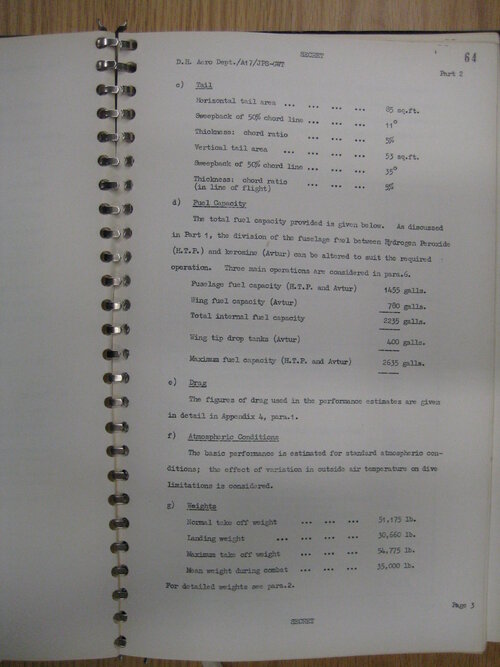 SECRET
64
D.H. Aero Dept./At7/JPS-GWT
Part 2
c) Tail
Horizontal tail area ... ... ... ... 85 sq.ft.
Sweepback of 50% chord line ... ... ... 11°
Thickness: chord ratio ... ... ... 5%
Vertical tail area ... ... ... ... 53 sq.ft.
Sweepback of 50% chord line ... ... ... 35°
Thickness: chord ratio ... ... ... 5%
(in line of flight)
d) Fuel Capacity
The total fuel capacity provided is given below. As discussed
in Part 1, the division of the fuselage fuel between Hydrogen Peroxide
(H.T.P.) and kerosine (Avtur) can be altered to suit the required
operation. Three main operations are considered in para.6.
Fuselage fuel capacity (H.T.P. and Avtur) 1455 galls.
Wing fuel capacity (Avtur) 780 galls.
Total internal fuel capacity 2235 galls.
Wing tip drop tanks (Avtur) 400 galls.
Maximum fuel capacity (H.T.P. and Avtur) 2635 galls.
e) Drag
The figures of drag used in the performance estimates are given
in detail in Appendix 4, para.1.
f) Atmospheric Conditions
The basic performance is estimated for standard atmospheric con-
ditions; the effect of variation in outside air temperature on dive
limitations is considered.
g) Weights
Normal take off weight ... ... ... 51,175 lb.
Landing weight ... ... ... ... 30,660 lb.
Maximum take off weight ... ... ... 54,775 lb.
Mean weight during combat ... ... ... 35,000 lb.
For detailed weights see para.2.
Page 3
SECRET